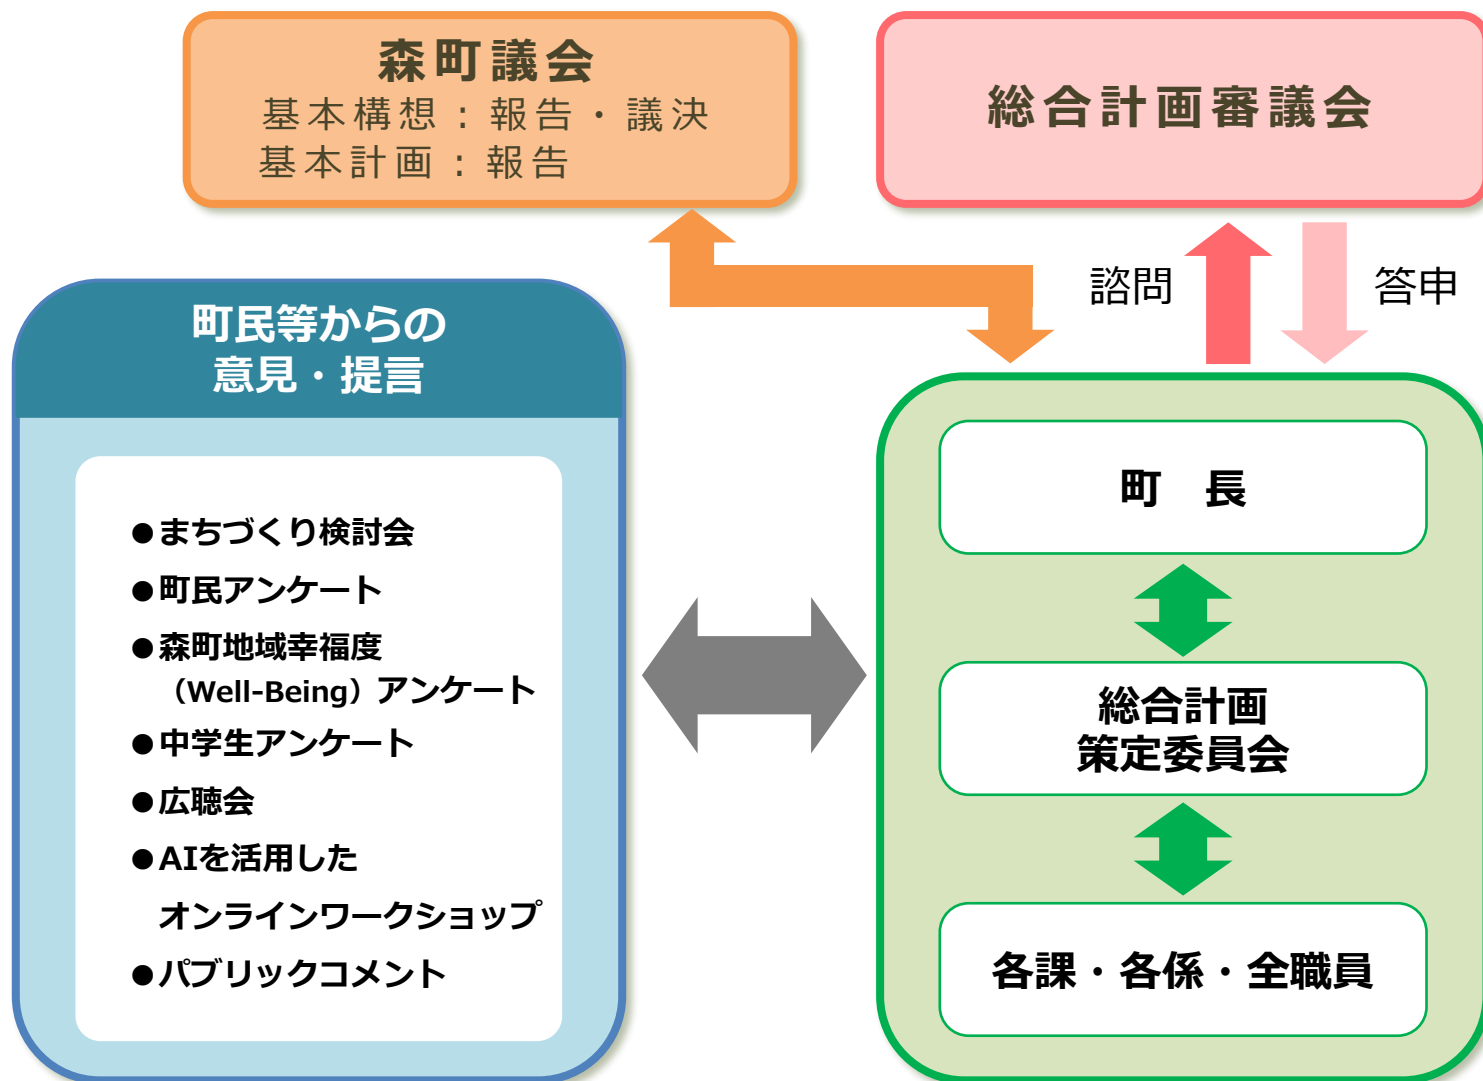 森町議会
基本構想：報告・議決
基本計画：報告
総合計画審議会
諮問
答申
町民等からの
意見・提言
●まちづくり検討会
●町民アンケート
●森町地域幸福度
（Well-Being）アンケート
●中学生アンケート
●広聴会
●AIを活用した
オンラインワークショップ
●パブリックコメント
町　長
総合計画
策定委員会
各課・各係・全職員